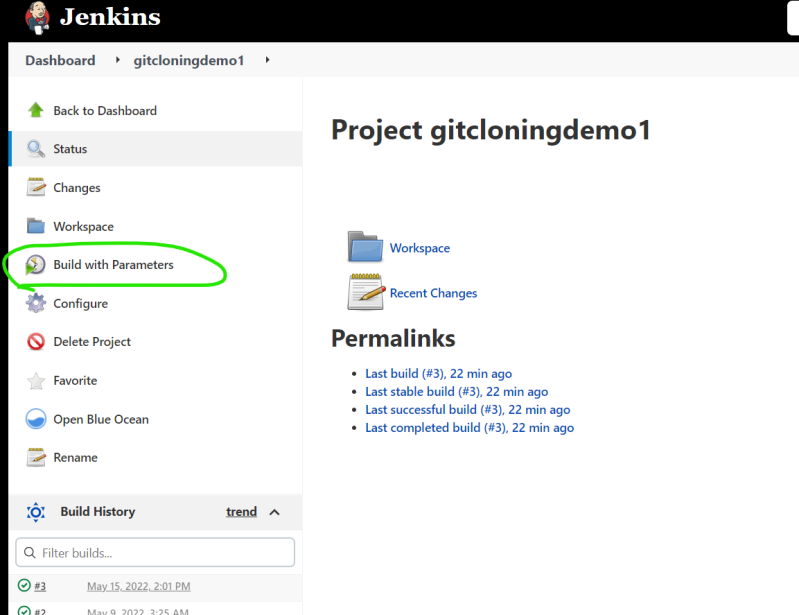 Jenkins
Dashboard gitcloningdemo1
Back to Dashboard
Status
Changes
Workspace
Build with Parameters
Configure
Delete Project
Favorite
Open Blue Ocean
Rename
Build History trend
Filter builds...
#3 May 15, 2022, 2:01 PM
#2 May 9, 2022, 3:25 AM
Project gitcloningdemo1
Workspace
Recent Changes
Permalinks
Last build (#3), 22 min ago
Last stable build (#3), 22 min ago
Last successful build (#3), 22 min ago
Last completed build (#3), 22 min ago